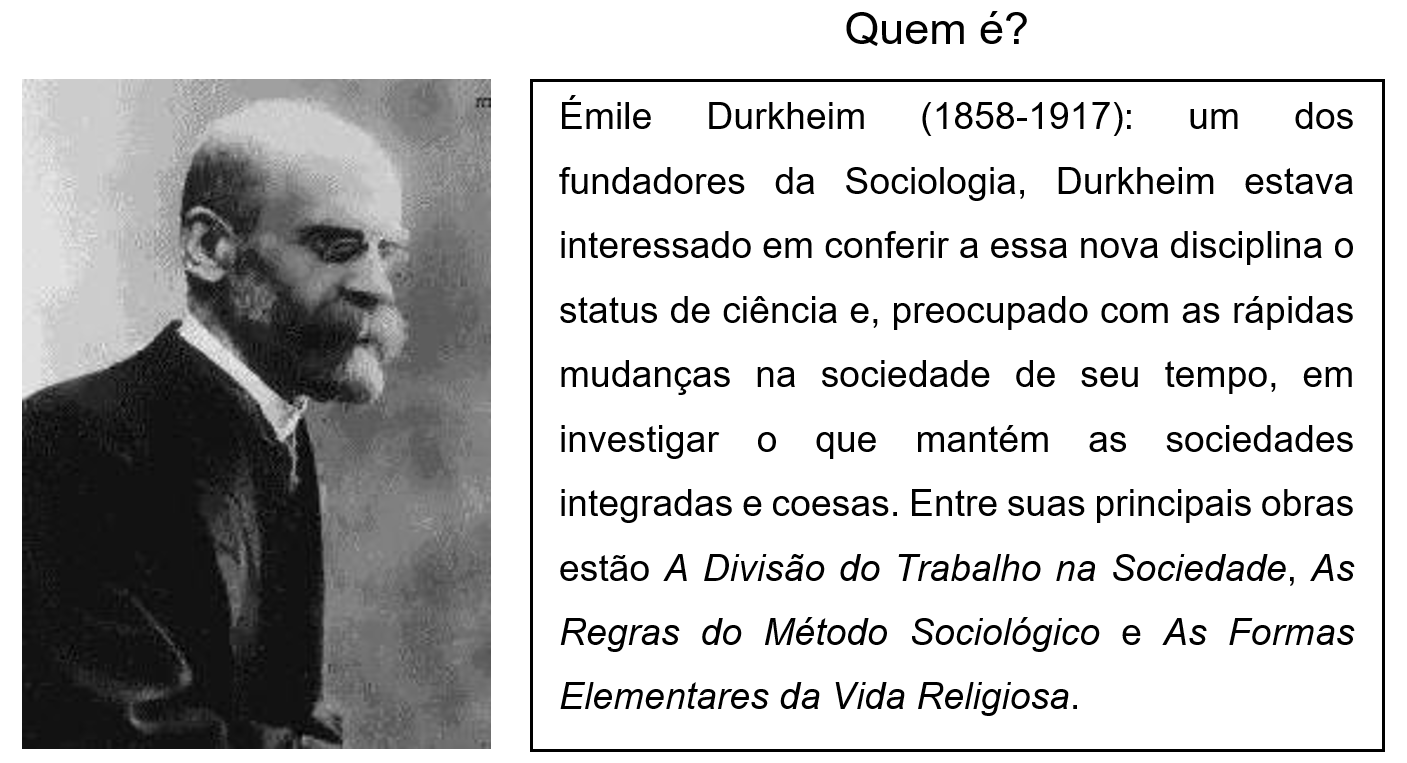 Quem é?
Émile Durkheim (1858-1917): um dos
fundadores da Sociologia, Durkheim estava
interessado em conferir a essa nova disciplina o
status de ciência e, preocupado com as rápidas
mudanças na sociedade de seu tempo, em
investigar o que mantém as sociedades
integradas e coesas. Entre suas principais obras
estão A Divisão do Trabalho na Sociedade, As
Regras do Método Sociológico e As Formas
Elementares da Vida Religiosa.